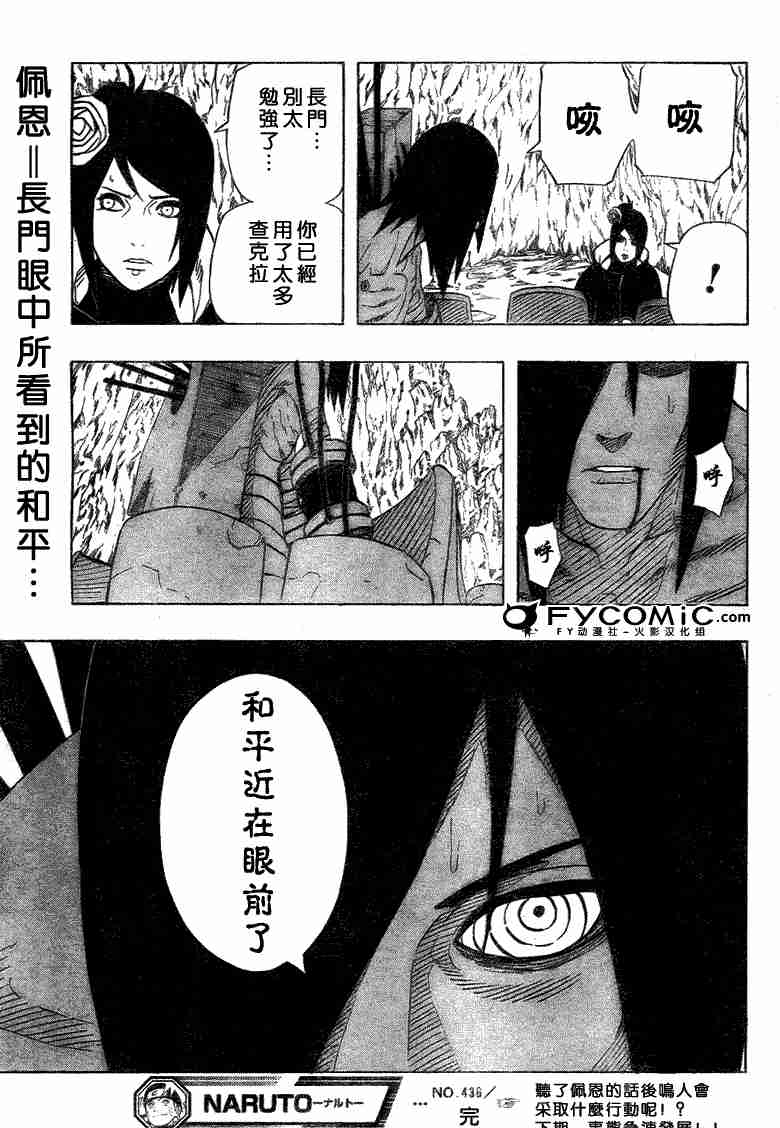 咳
咳
！
長門…
別太
勉強了…
你已經
用了太多
查克拉
佩恩＝長門眼中所看到的和平…
呼
呼
FYCOMIC.com
FY动漫社-火影汉化组
和平近在眼前了
NARUTO
ーナルトー
… NO.436/
完
聽了佩恩的話後鳴人會
采取什麼行動呢！？